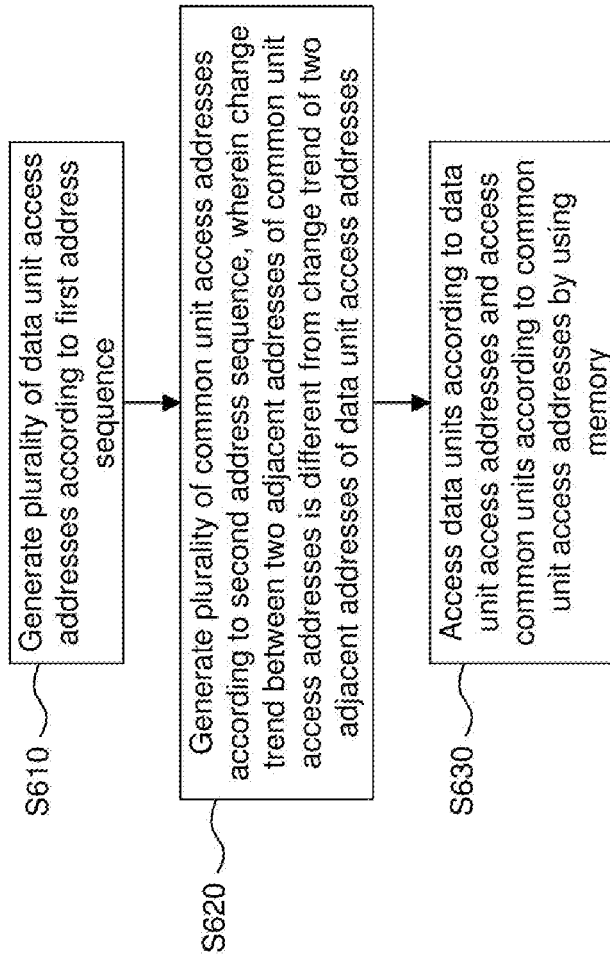 S610
Generate plurality of data unit access
addresses according to first address
sequence
S620
Generate plurality of common unit access addresses
according to second address sequence, wherein change
trend between two adjacent addresses of common unit
access addresses is different from change trend of two
adjacent addresses of data unit access addresses
S630
Access data units according to data
unit access addresses and access
common units according to common
unit access addresses by using
memory